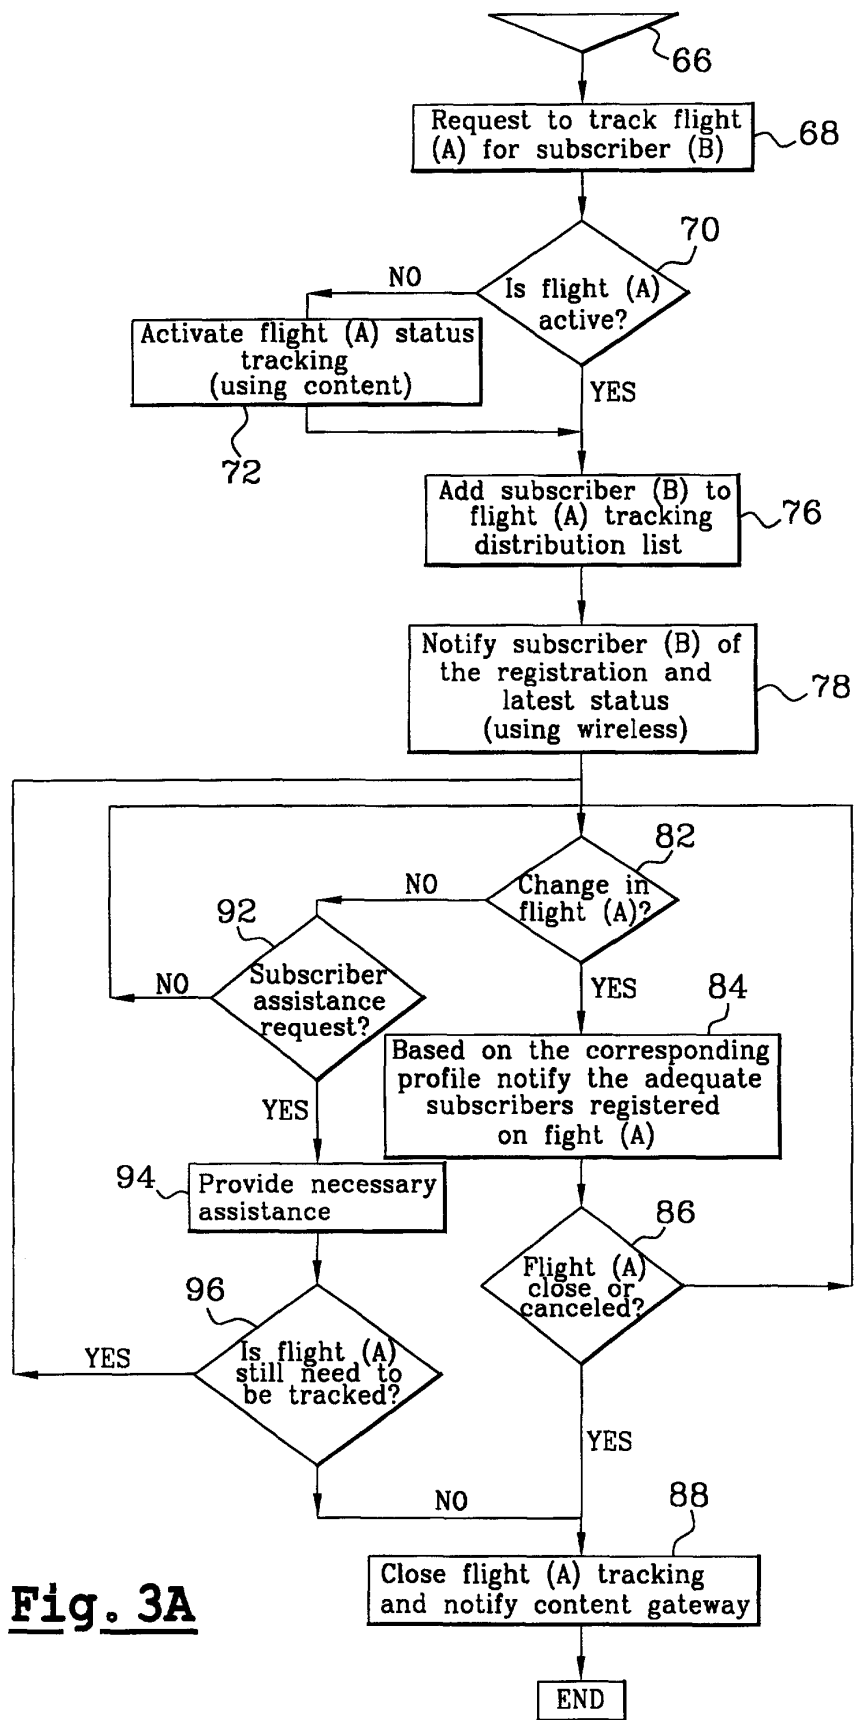 66
Request to track flight
(A) for subscriber (B)
68
70
NO
Is flight (A)
active?
Activate flight (A) status
tracking
(using content)
YES
72
Add subscriber (B) to
flight (A) tracking
distribution list
76
Notify subscriber (B) of
the registration and
latest status
(using wireless)
78
82
NO
Change in
flight (A)?
92
Subscriber
assistance
request?
NO
YES
84
Based on the corresponding
profile notify the adequate
subscribers registered
on fight (A)
YES
94
Provide necessary
assistance
86
Flight (A)
close or
canceled?
96
Is flight (A)
still need to
be tracked?
YES
YES
NO
88
Close flight (A) tracking
and notify content gateway
Fig. 3A
END